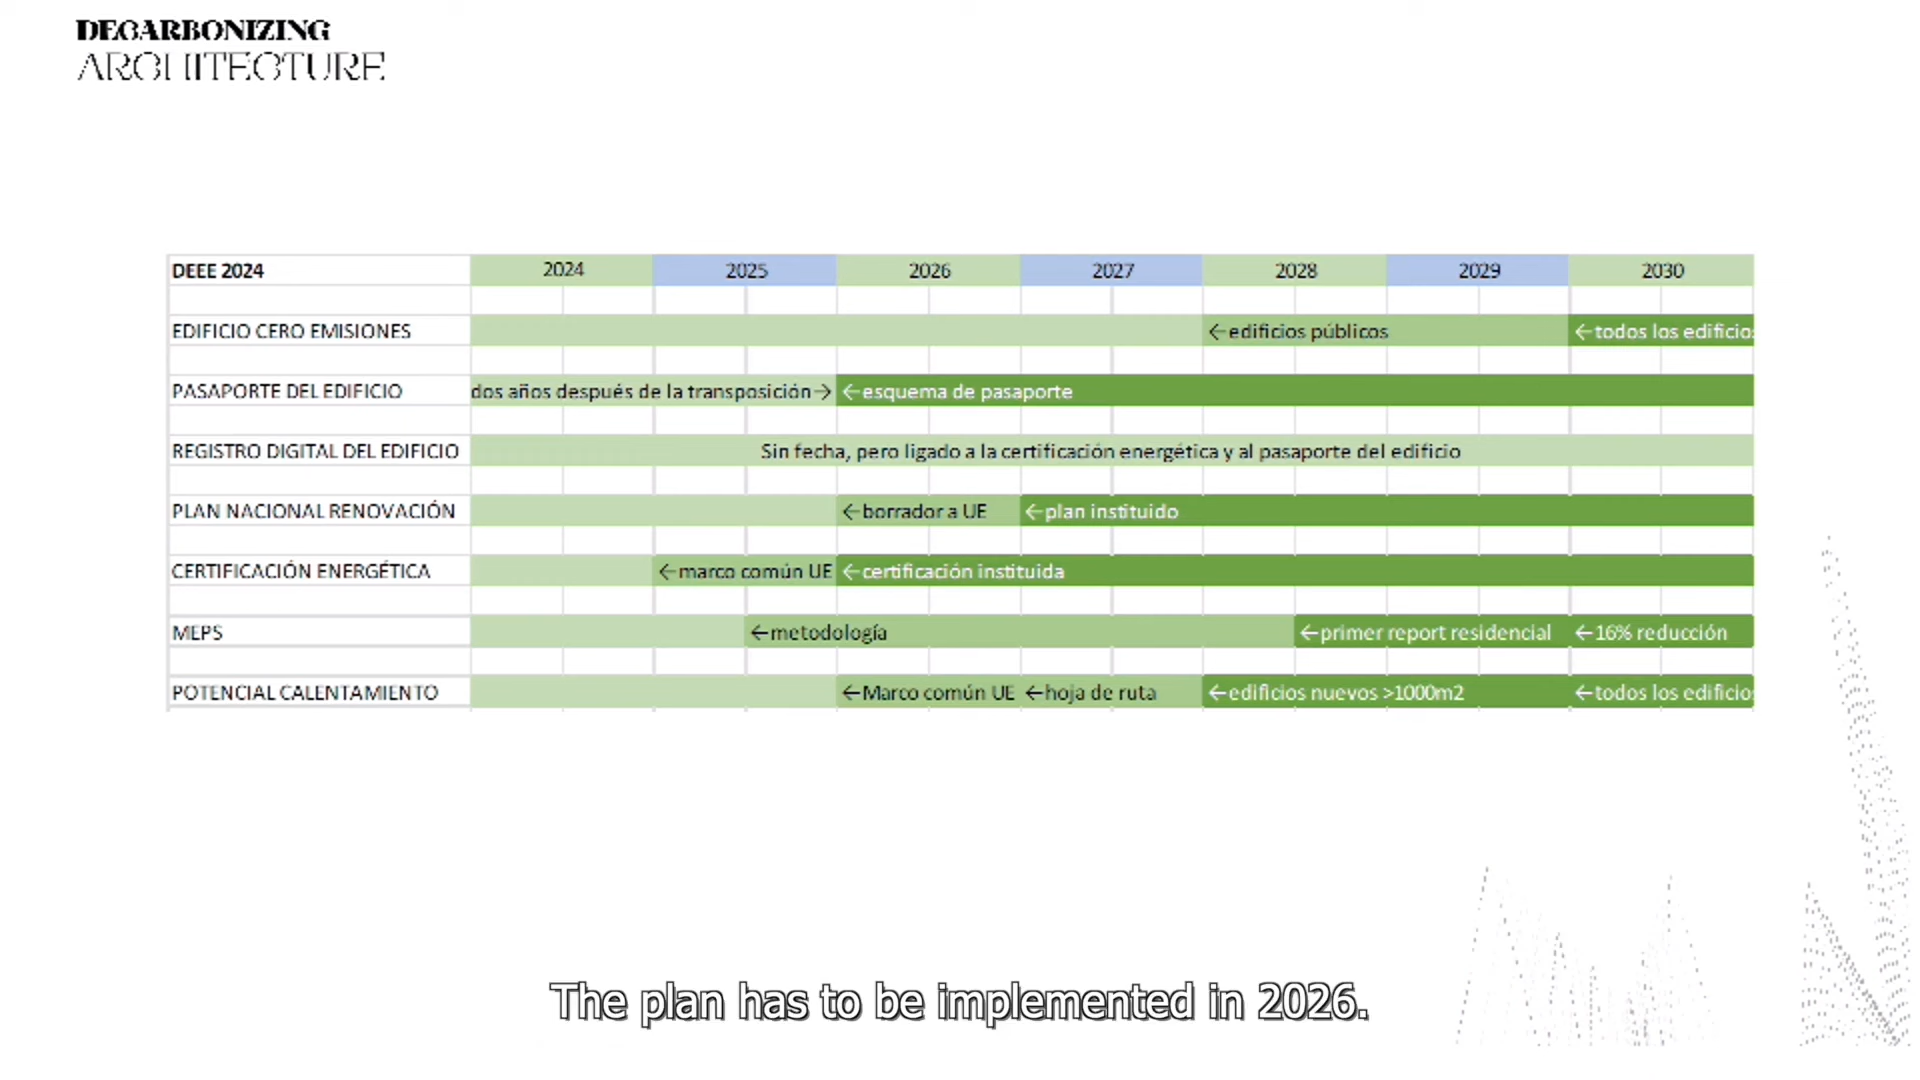 DECARBONIZING
ARCHITECTURE
DEEE 2024 2024 2025 2026 2027 2028 2029 2030
EDIFICIO CERO EMISIONES ←edificios públicos ←todos los edificios
PASAPORTE DEL EDIFICIO dos años después de la transposición→ ←esquema de pasaporte
REGISTRO DIGITAL DEL EDIFICIO Sin fecha, pero ligado a la certificación energética y al pasaporte del edificio
PLAN NACIONAL RENOVACIÓN ←borrador a UE ←plan instituido
CERTIFICACIÓN ENERGÉTICA ←marco común UE ←certificación instituida
MEPS ←metodología ←primer report residencial ←16% reducción
POTENCIAL CALENTAMIENTO ←Marco común UE ←hoja de ruta ←edificios nuevos >1000m2 ←todos los edificios
The plan has to be implemented in 2026.